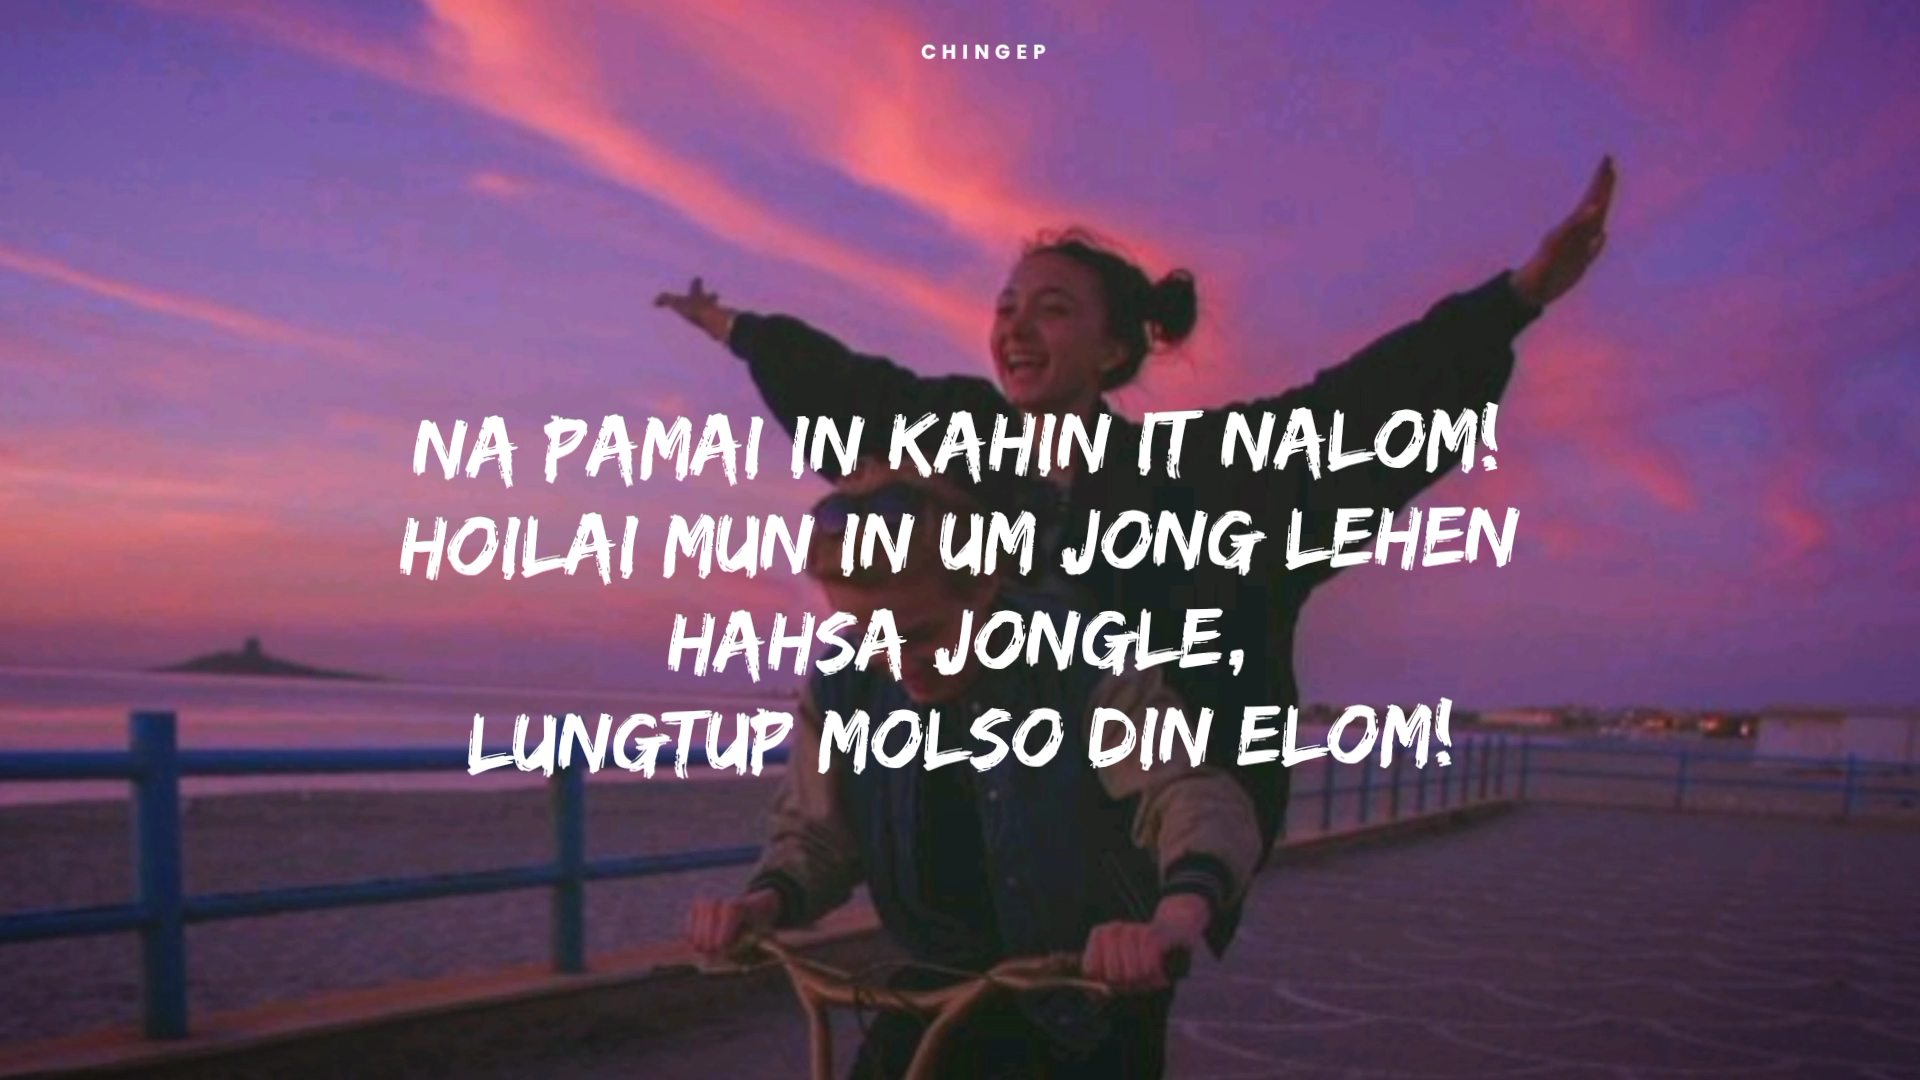 CHINGEP
NA PAMAI IN KAHIN IT NALOM!
HOILAI MUN IN UM JONG LEHEN
HAHSA JONGLE,
LUNGTUP MOLSO DIN ELOM!